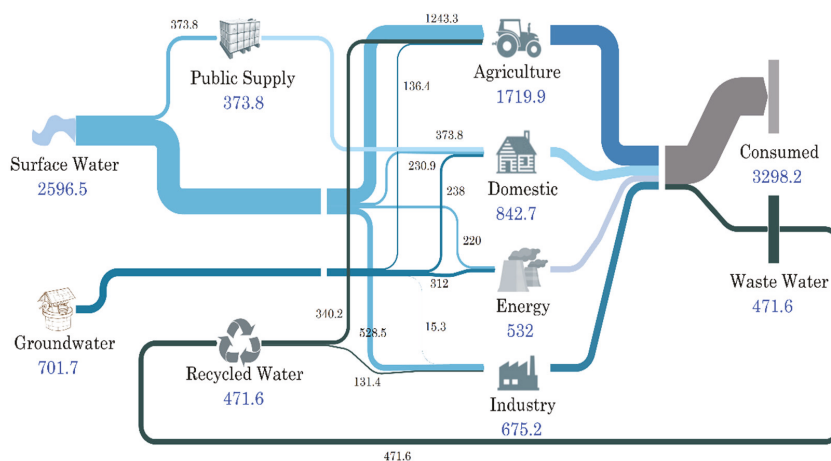 373.8
1243.3
Public Supply
373.8
136.4
Agriculture
1719.9
Surface Water
2596.5
373.8
230.9
238
Domestic
842.7
Consumed
3298.2
220
312
Energy
532
Waste Water
471.6
Groundwater
701.7
340.2
528.5
15.3
Recycled Water
471.6
131.4
Industry
675.2
471.6